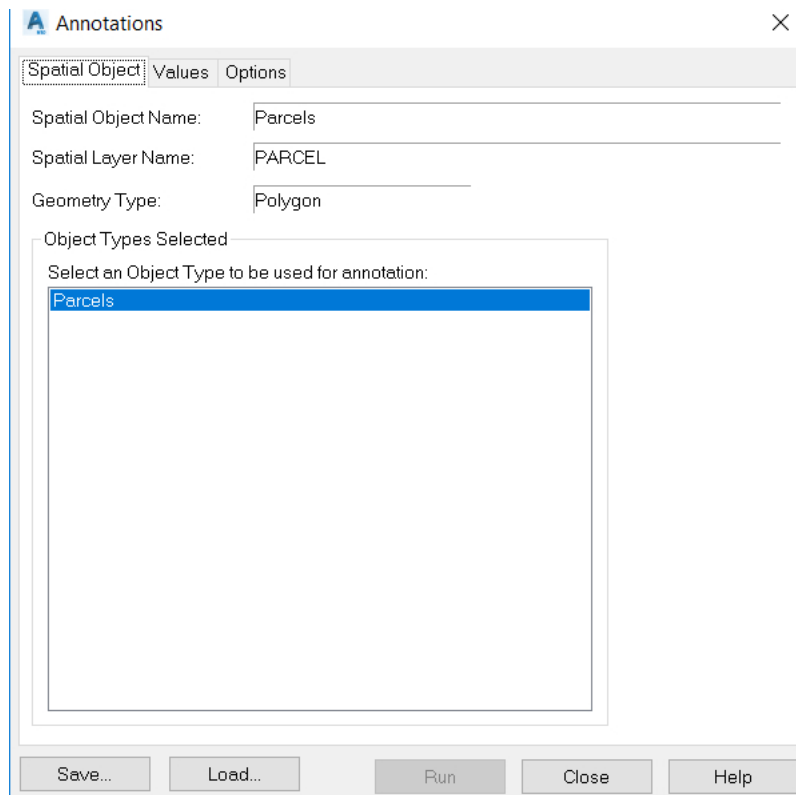 Annotations
Spatial Object Values Options
Spatial Object Name: Parcels
Spatial Layer Name: PARCEL
Geometry Type: Polygon
Object Types Selected
Select an Object Type to be used for annotation:
Parcels
Save... Load... Run Close Help